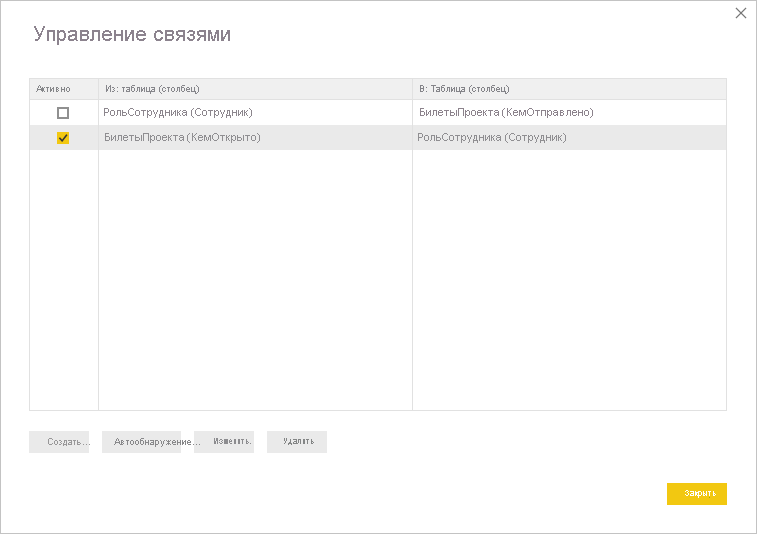 Управление связями
Активно Из: таблица (столбец) В: Таблица (столбец)
РольСотрудника (Сотрудник) БилетыПроекта (КемОтправлено)
БилетыПроекта (КемОткрыто) РольСотрудника (Сотрудник)
Создать... Автообнаружение... Изменить. Удалить
Закрыть